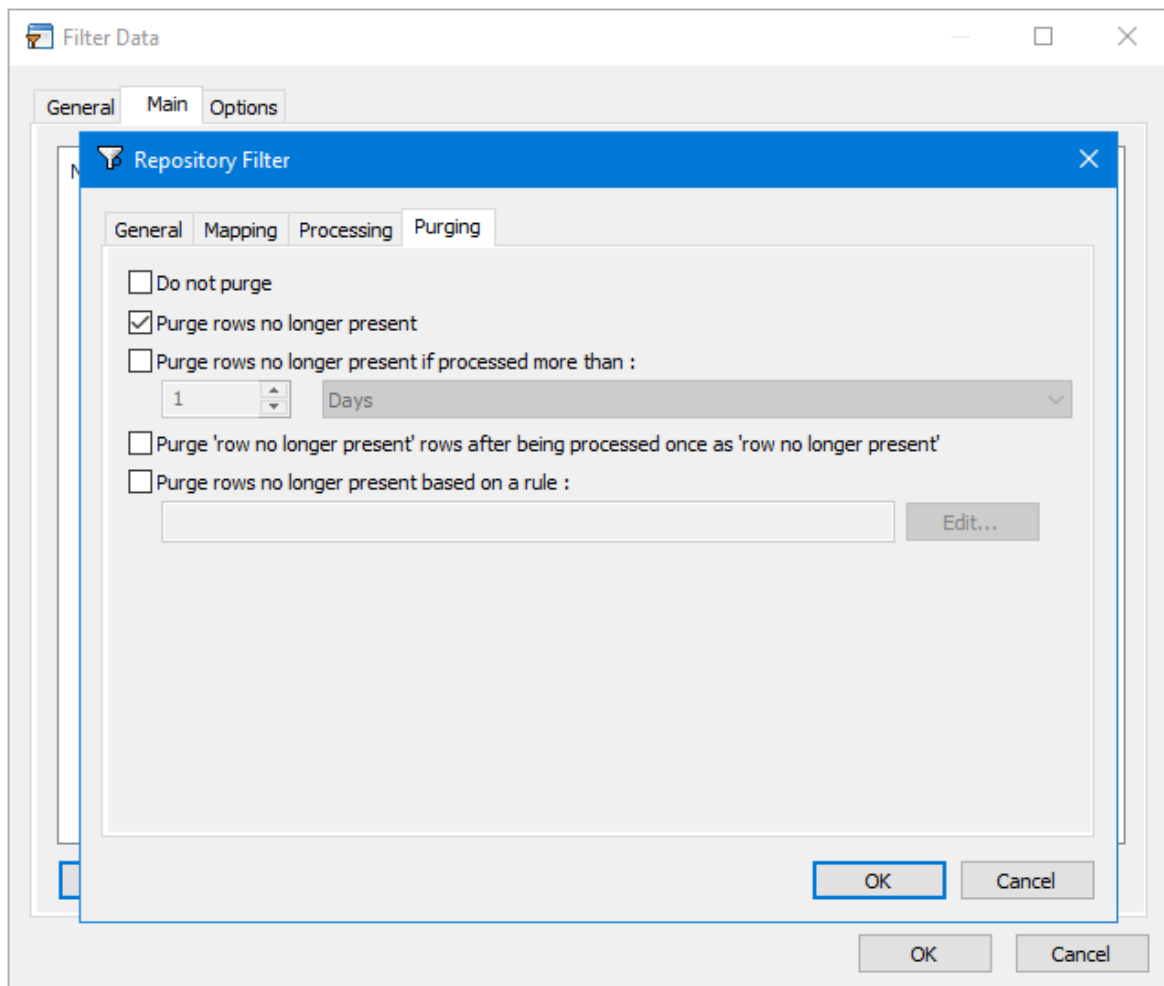 Filter Data
General Main Options
Repository Filter
General Mapping Processing Purging
Do not purge
Purge rows no longer present
Purge rows no longer present if processed more than :
1 Days
Purge 'row no longer present' rows after being processed once as 'row no longer present'
Purge rows no longer present based on a rule :
Edit...
OK Cancel
OK Cancel